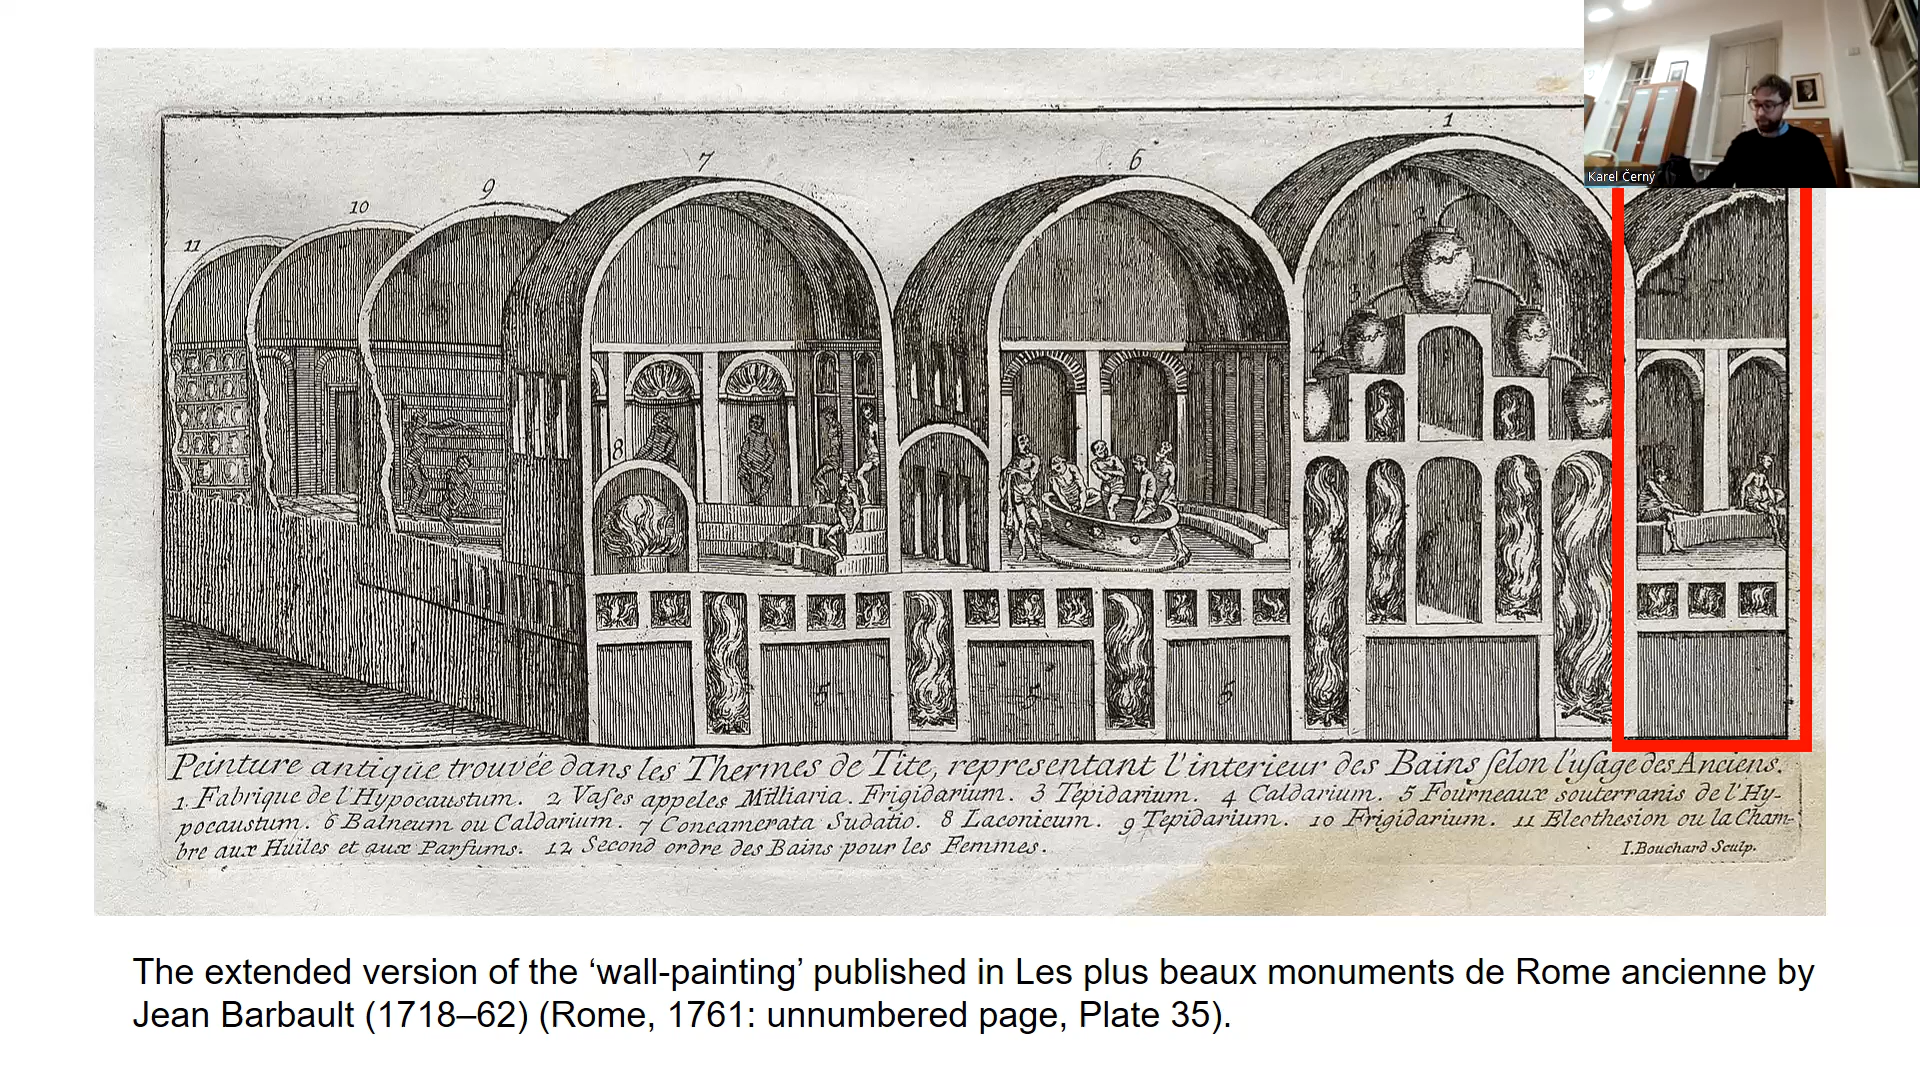 Karel Černý
1
7
6
9
10
11
2
3
4
8
5
5
5
Peinture antique trouvée dans les Thermes de Tite, representant l'interieur des Bains ſelon l'uſage des Anciens.
1. Fabrique de l'Hypocaustum. 2 Vaſes appeles Milliaria. Frigidarium. 3 Tepidarium. 4 Caldarium. 5 Fourneaux souterranis de l'Hy-
pocaustum. 6 Balneum ou Caldarium. 7 Concamerata Sudatio. 8 Laconicum. 9 Tepidarium. 10 Frigidarium. 11 Eleothesion ou la Cham-
bre aux Huiles et aux Parfums. 12 Second ordre des Bains pour les Femmes.
I.Bouchard Sculp.
The extended version of the ‘wall-painting’ published in Les plus beaux monuments de Rome ancienne by
Jean Barbault (1718–62) (Rome, 1761: unnumbered page, Plate 35).